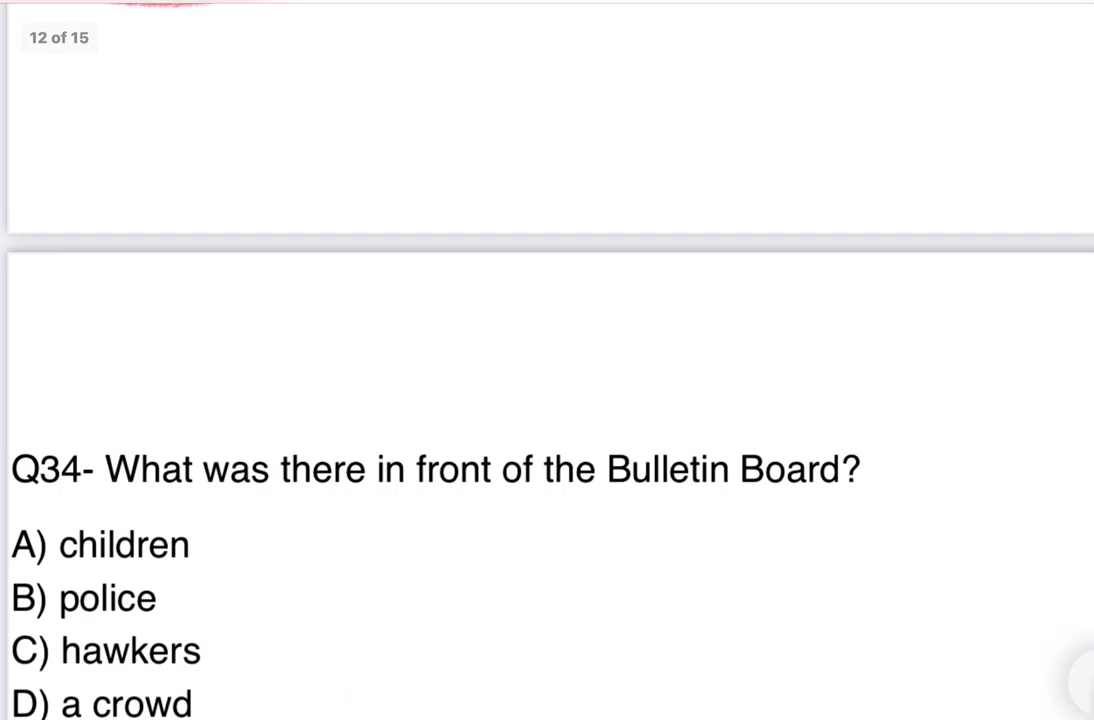 12 of 15
Q34- What was there in front of the Bulletin Board?
A) children
B) police
C) hawkers
D) a crowd